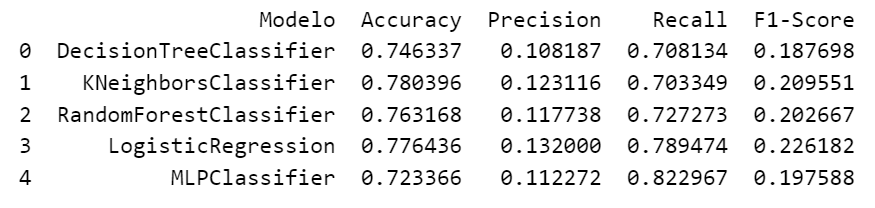 Modelo Accuracy Precision Recall F1-Score
0 DecisionTreeClassifier 0.746337 0.108187 0.708134 0.187698
1 KNeighborsClassifier 0.780396 0.123116 0.703349 0.209551
2 RandomForestClassifier 0.763168 0.117738 0.727273 0.202667
3 LogisticRegression 0.776436 0.132000 0.789474 0.226182
4 MLPClassifier 0.723366 0.112272 0.822967 0.197588